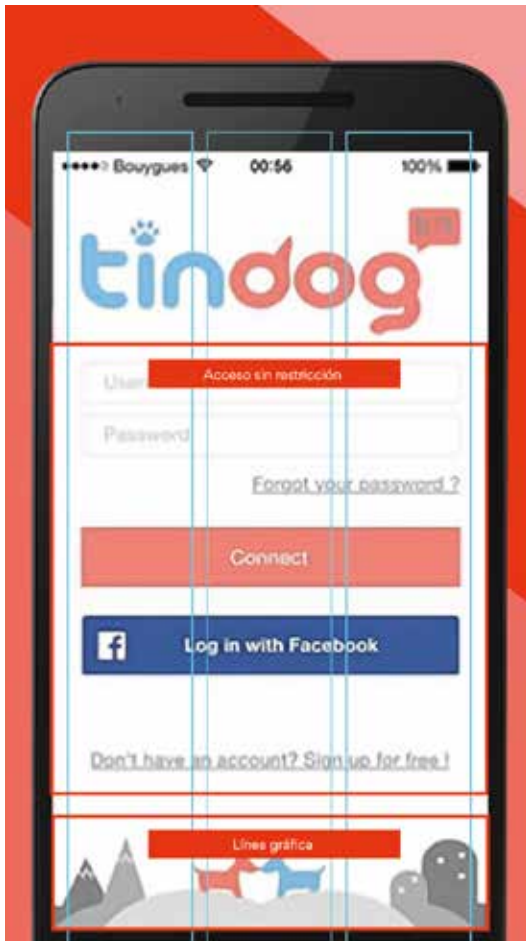 Bouygues 00:56 100%
tindog
User
Acceso sin restricción
Password
Forgot your password ?
Connect
f
Log in with Facebook
Don't have an account? Sign up for free !
Línea gráfica